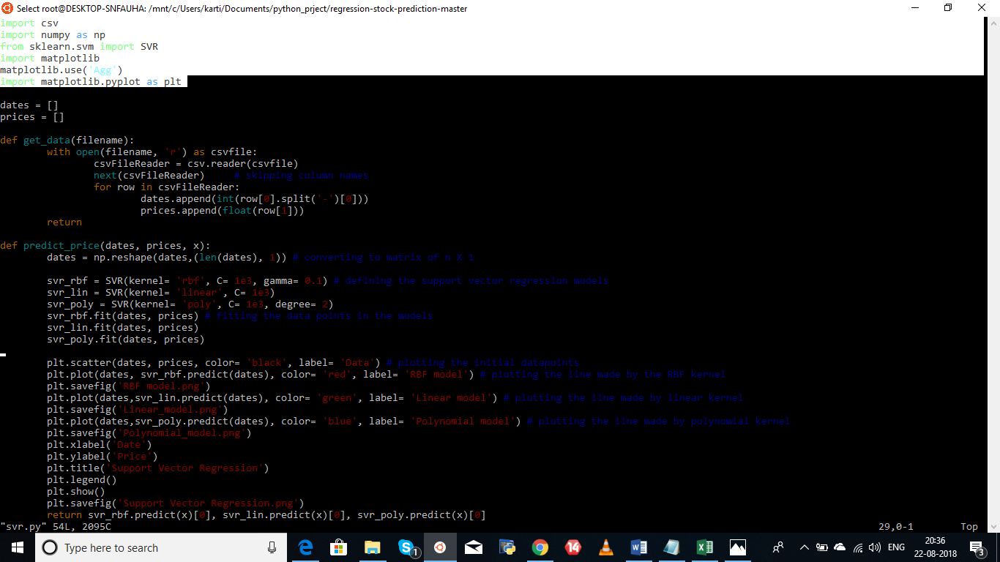 Select root@DESKTOP-SNFAUHA: /mnt/c/Users/karti/Documents/python_prject/regression-stock-prediction-master
import csv
import numpy as np
from sklearn.svm import SVR
import matplotlib
matplotlib.use('Agg')
import matplotlib.pyplot as plt
dates = []
prices = []
def get_data(filename):
with open(filename, 'r') as csvfile:
csvFileReader = csv.reader(csvfile)
next(csvFileReader) # skipping column names
for row in csvFileReader:
dates.append(int(row[0].split('-')[0]))
prices.append(float(row[1]))
return
def predict_price(dates, prices, x):
dates = np.reshape(dates,(len(dates), 1)) # converting to matrix of n X 1
svr_rbf = SVR(kernel= 'rbf', C= 1e3, gamma= 0.1) # defining the support vector regression models
svr_lin = SVR(kernel= 'linear', C= 1e3)
svr_poly = SVR(kernel= 'poly', C= 1e3, degree= 2)
svr_rbf.fit(dates, prices) # fitting the data points in the models
svr_lin.fit(dates, prices)
svr_poly.fit(dates, prices)
plt.scatter(dates, prices, color= 'black', label= 'Data') # plotting the initial datapoints
plt.plot(dates, svr_rbf.predict(dates), color= 'red', label= 'RBF model') # plotting the line made by the RBF kernel
plt.savefig('RBF_model.png')
plt.plot(dates,svr_lin.predict(dates), color= 'green', label= 'Linear model') # plotting the line made by linear kernel
plt.savefig('Linear_model.png')
plt.plot(dates,svr_poly.predict(dates), color= 'blue', label= 'Polynomial model') # plotting the line made by polynomial kernel
plt.savefig('Polynomial_model.png')
plt.xlabel('Date')
plt.ylabel('Price')
plt.title('Support Vector Regression')
plt.legend()
plt.show()
plt.savefig('Support Vector Regression.png')
return svr_rbf.predict(x)[0], svr_lin.predict(x)[0], svr_poly.predict(x)[0]
"svr.py" 54L, 2095C 29,0-1 Top
Type here to search
1
14
ENG
20:36
22-08-2018
3